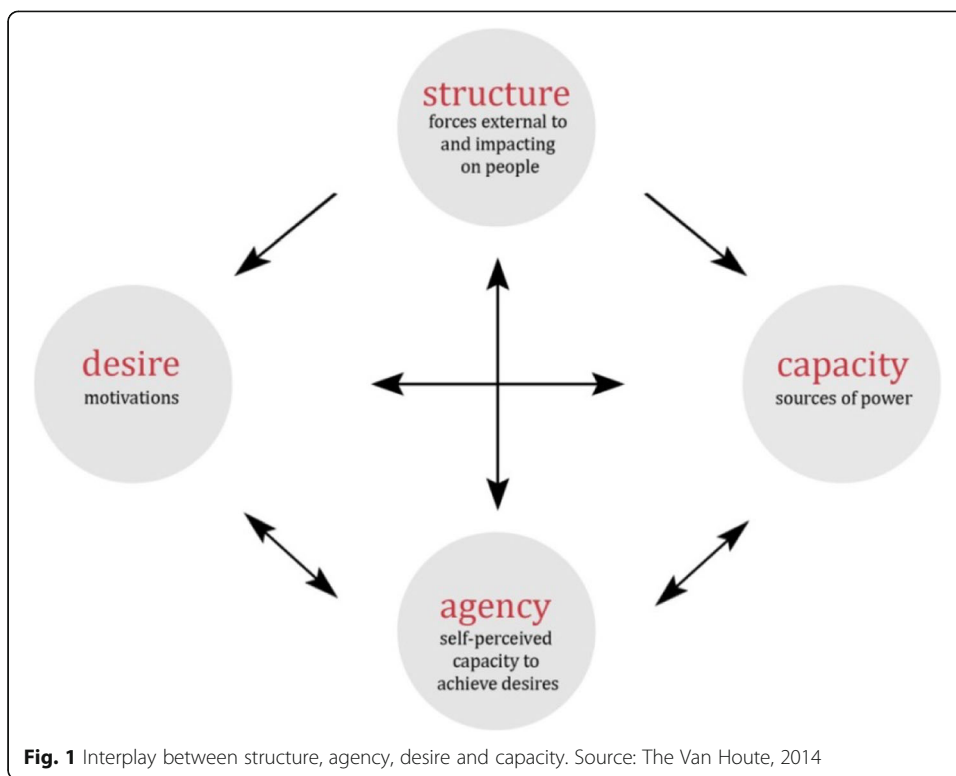 structure
forces external to
and impacting
on people
desire
motivations
capacity
sources of power
agency
self-perceived
capacity to
achieve desires
Fig. 1 Interplay between structure, agency, desire and capacity. Source: The Van Houte, 2014